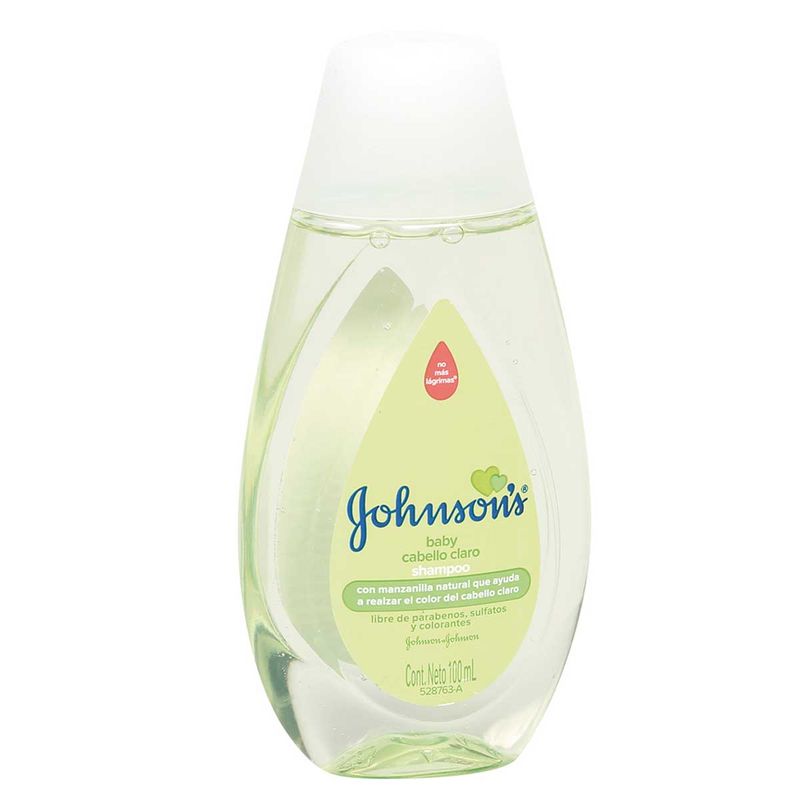 no
más
lágrimas®
Johnson's®
baby
cabello claro
shampoo
con manzanilla natural que ayuda
a realzar el color del cabello claro
libre de parabenos, sulfatos
y colorantes
Johnson & Johnson
Cont. Neto 100 mL
528763-A